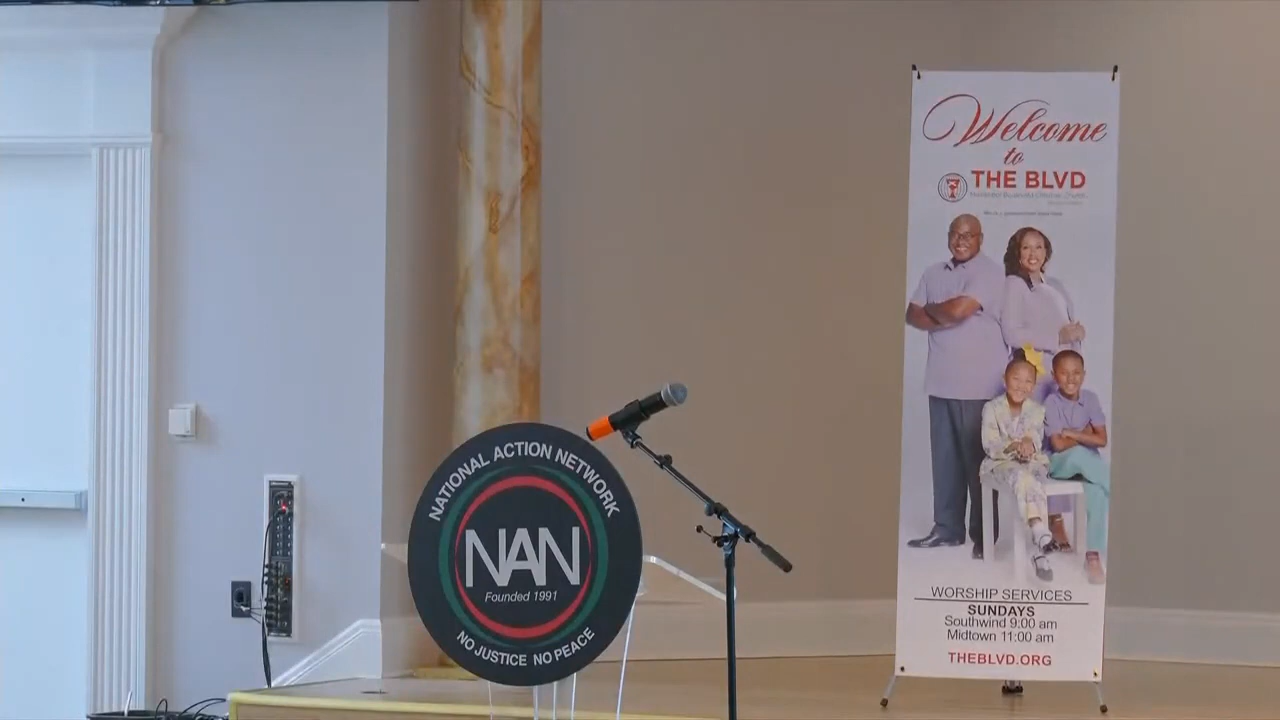 NATIONAL ACTION NETWORK
NAN
Founded 1991
NO JUSTICE NO PEACE
Welcome
to
THE BLVD
WORSHIP SERVICES
SUNDAYS
Southwind 9:00 am
Midtown 11:00 am
THEBLVD.ORG